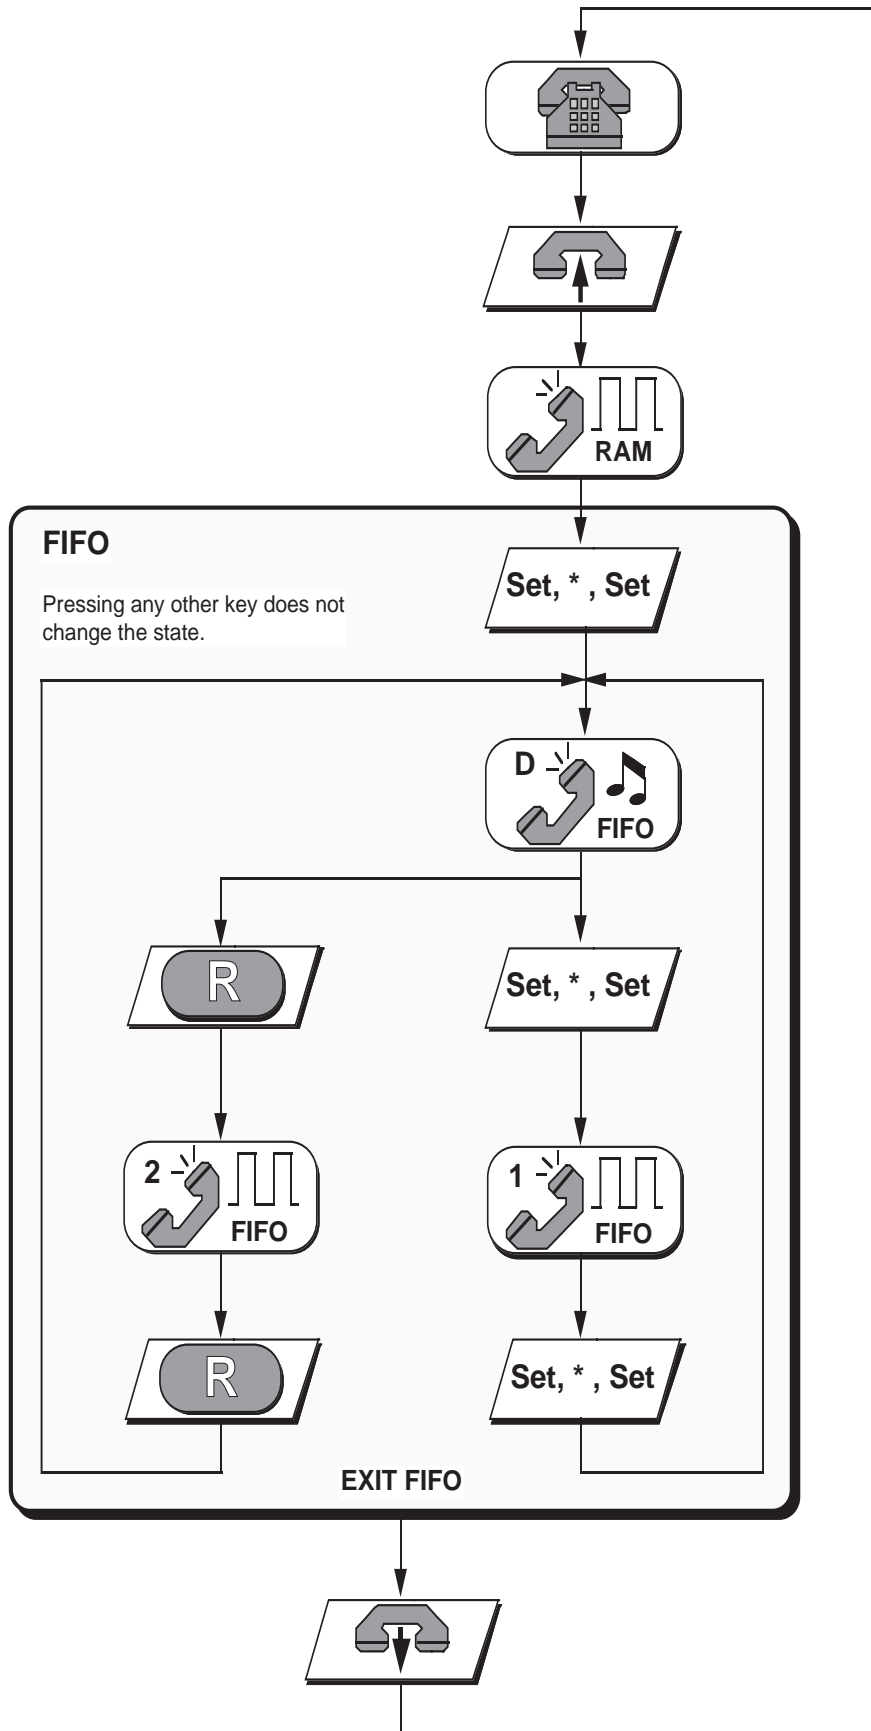 RAM
FIFO
Pressing any other key does not
change the state.
Set, * , Set
D
FIFO
R
Set, * , Set
2
FIFO
1
FIFO
R
Set, * , Set
EXIT FIFO